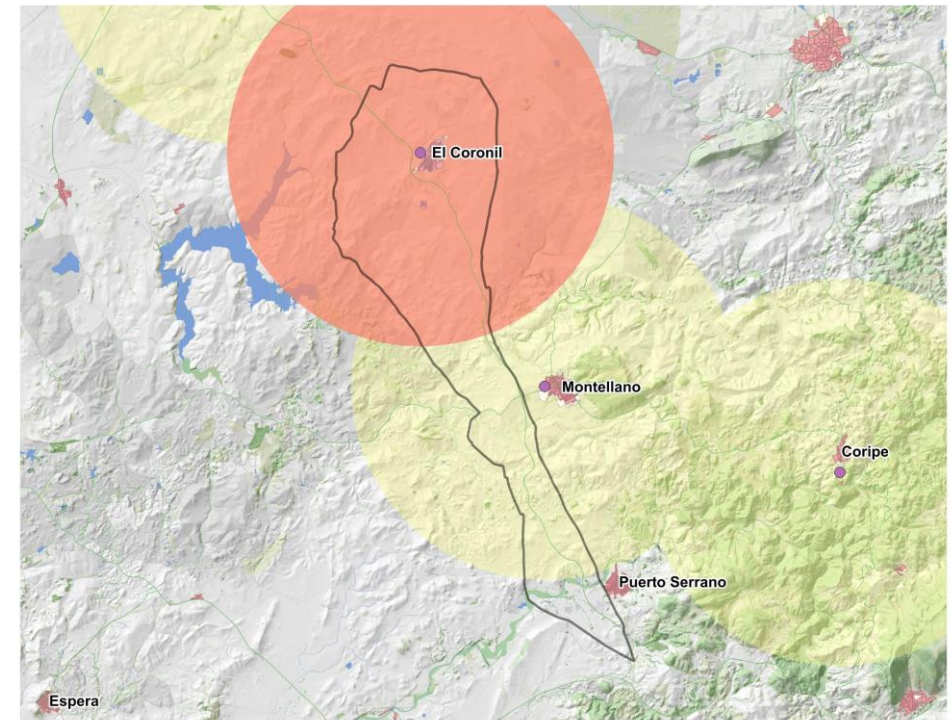 El Coronil
Montellano
Coripe
Puerto Serrano
Espera